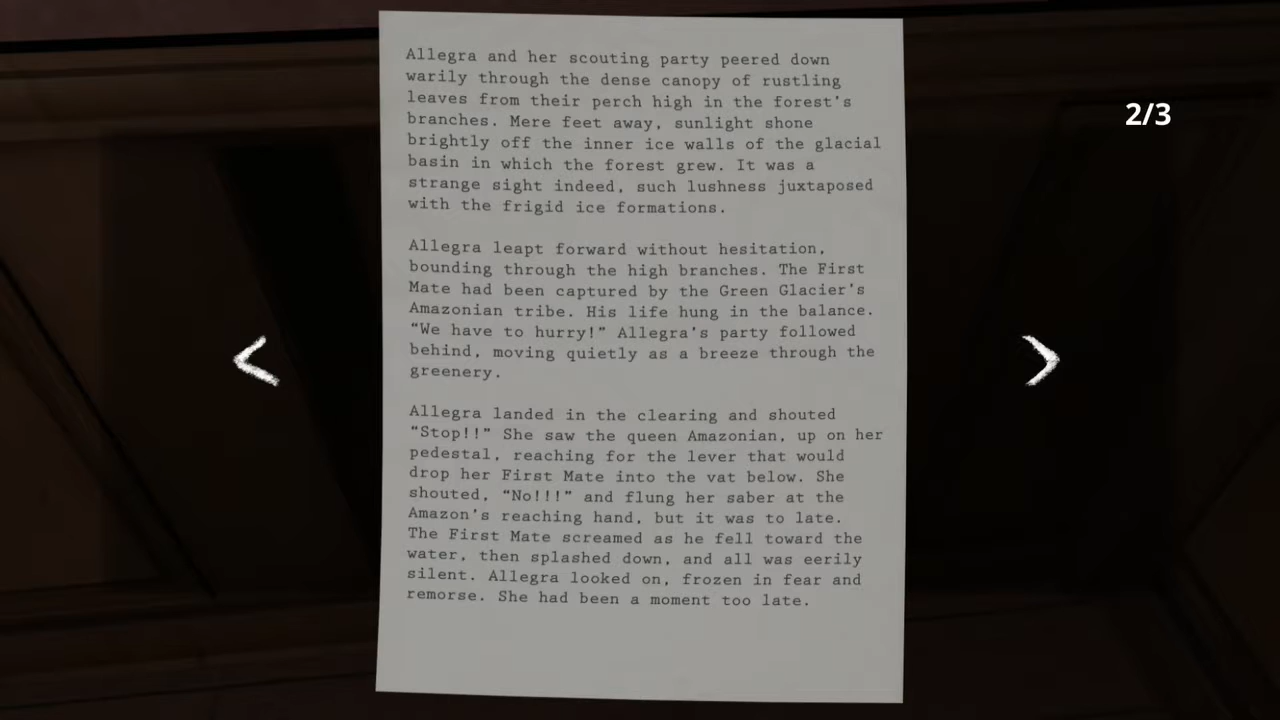 Allegra and her scouting party peered down
warily through the dense canopy of rustling
leaves from their perch high in the forest's
branches. Mere feet away, sunlight shone
brightly off the inner ice walls of the glacial
basin in which the forest grew. It was a
strange sight indeed, such lushness juxtaposed
with the frigid ice formations.
Allegra leapt forward without hesitation,
bounding through the high branches. The First
Mate had been captured by the Green Glacier's
Amazonian tribe. His life hung in the balance.
“We have to hurry!” Allegra's party followed
behind, moving quietly as a breeze through the
greenery.
Allegra landed in the clearing and shouted
“Stop!!” She saw the queen Amazonian, up on her
pedestal, reaching for the lever that would
drop her First Mate into the vat below. She
shouted, “No!!!” and flung her saber at the
Amazon's reaching hand, but it was to late.
The First Mate screamed as he fell toward the
water, then splashed down, and all was eerily
silent. Allegra looked on, frozen in fear and
remorse. She had been a moment too late.
2/3